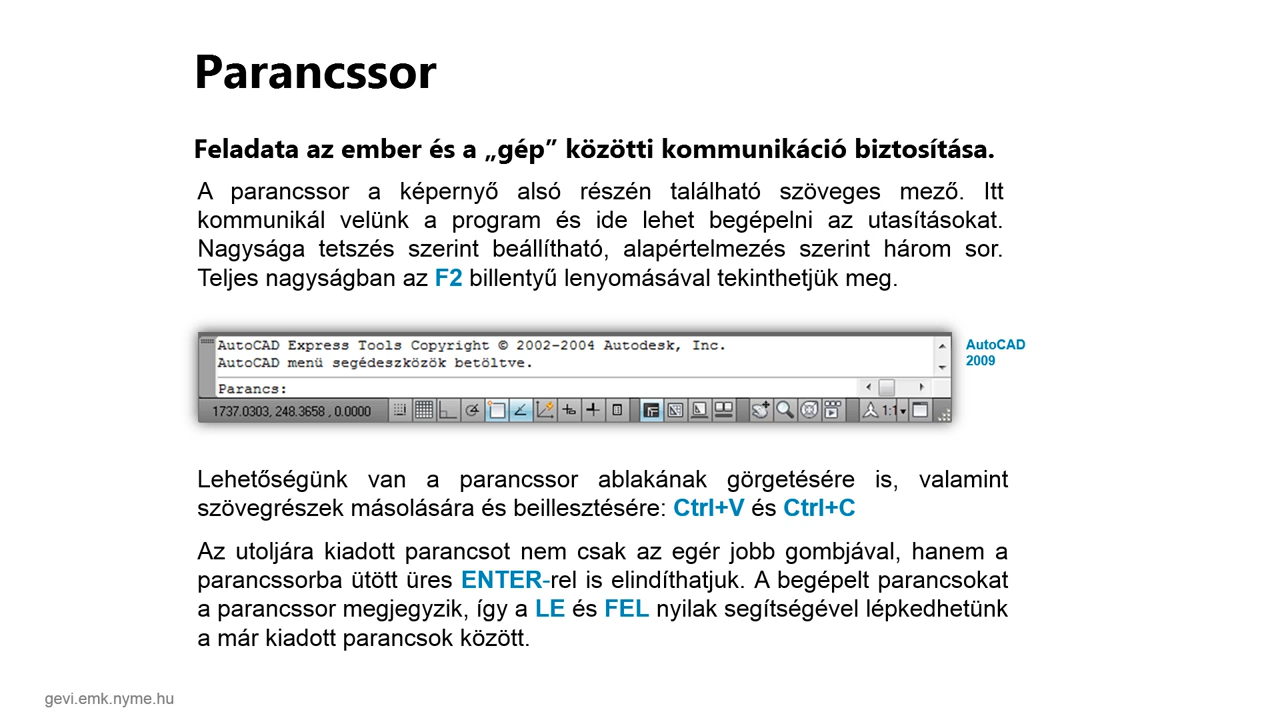 Parancssor
Feladata az ember és a „gép” közötti kommunikáció biztosítása.
A parancssor a képernyő alsó részén található szöveges mező. Itt
kommunikál velünk a program és ide lehet begépelni az utasításokat.
Nagysága tetszés szerint beállítható, alapértelmezés szerint három sor.
Teljes nagyságban az F2 billentyű lenyomásával tekinthetjük meg.
AutoCAD Express Tools Copyright © 2002-2004 Autodesk, Inc.
AutoCAD menü segédeszközök betöltve.
Parancs:
1737.0303, 248.3658 , 0.0000
1:1
AutoCAD
2009
Lehetőségünk van a parancssor ablakának görgetésére is, valamint
szövegrészek másolására és beillesztésére: Ctrl+V és Ctrl+C
Az utoljára kiadott parancsot nem csak az egér jobb gombjával, hanem a
parancssorba ütött üres ENTER-rel is elindíthatjuk. A begépelt parancsokat
a parancssor megjegyzik, így a LE és FEL nyilak segítségével lépkedhetünk
a már kiadott parancsok között.
gevi.emk.nyme.hu